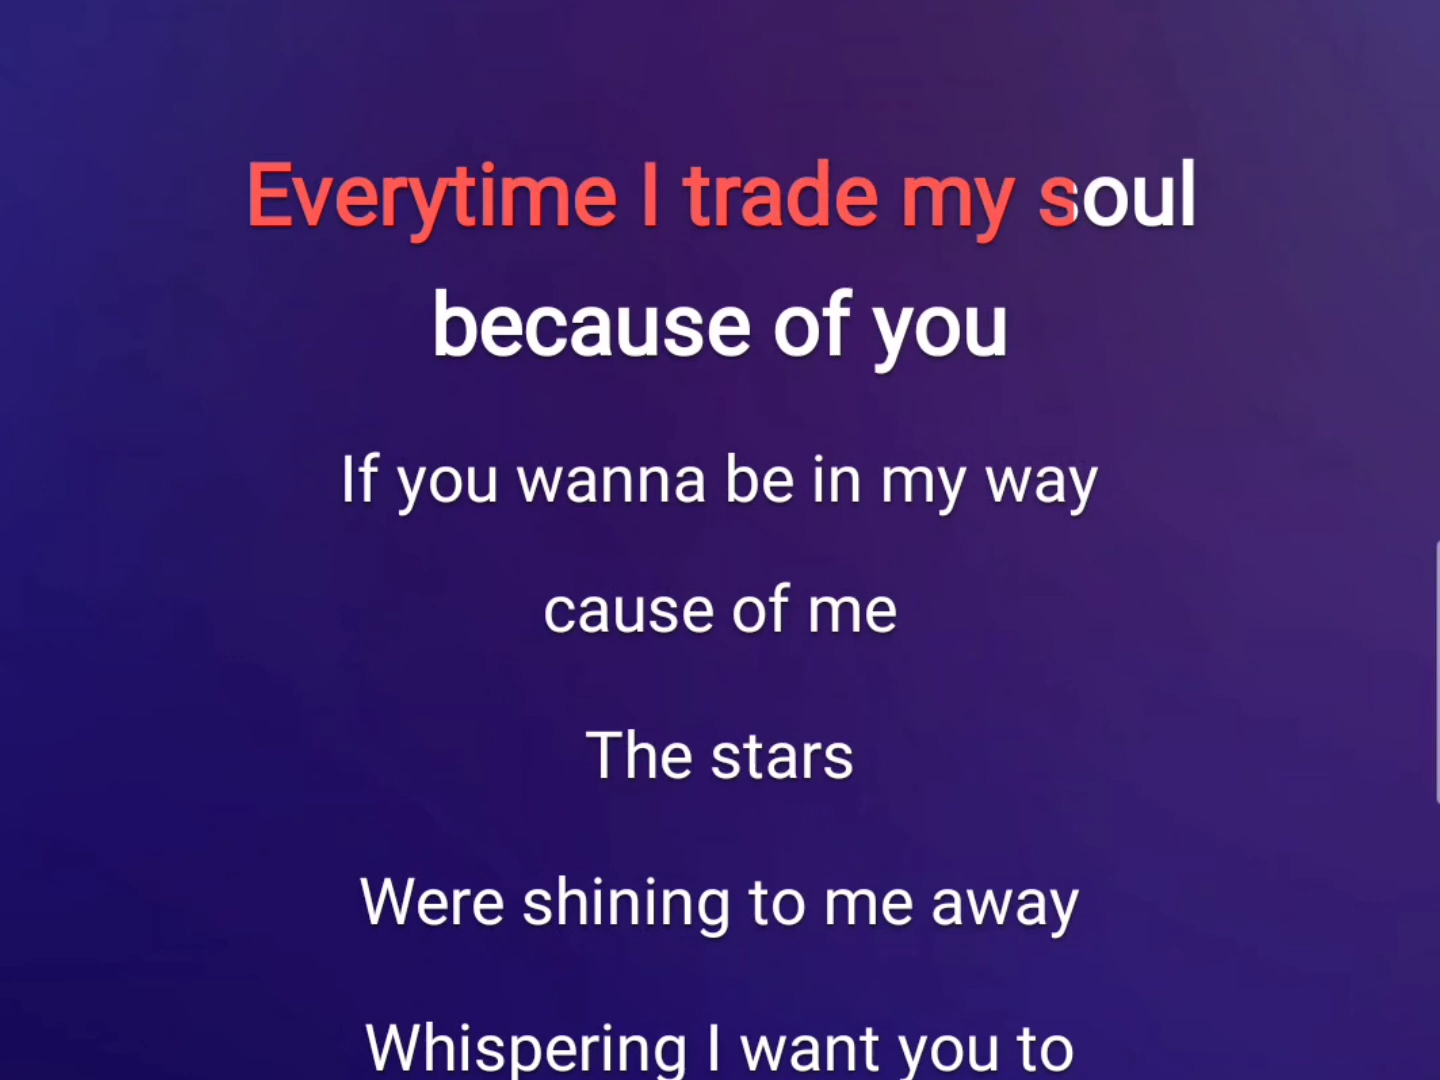 Everytime I trade my soul
because of you
If you wanna be in my way
cause of me
The stars
Were shining to me away
Whispering I want you to